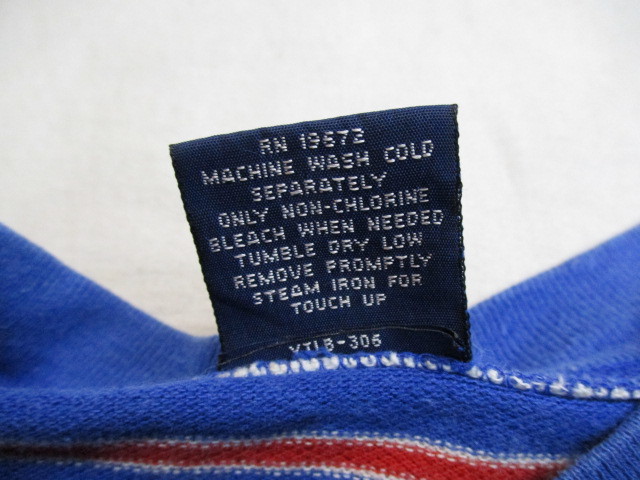 RN 19672
MACHINE WASH COLD
SEPARATELY
ONLY NON-CHLORINE
BLEACH WHEN NEEDED
TUMBLE DRY LOW
REMOVE PROMPTLY
STEAM IRON FOR
TOUCH UP